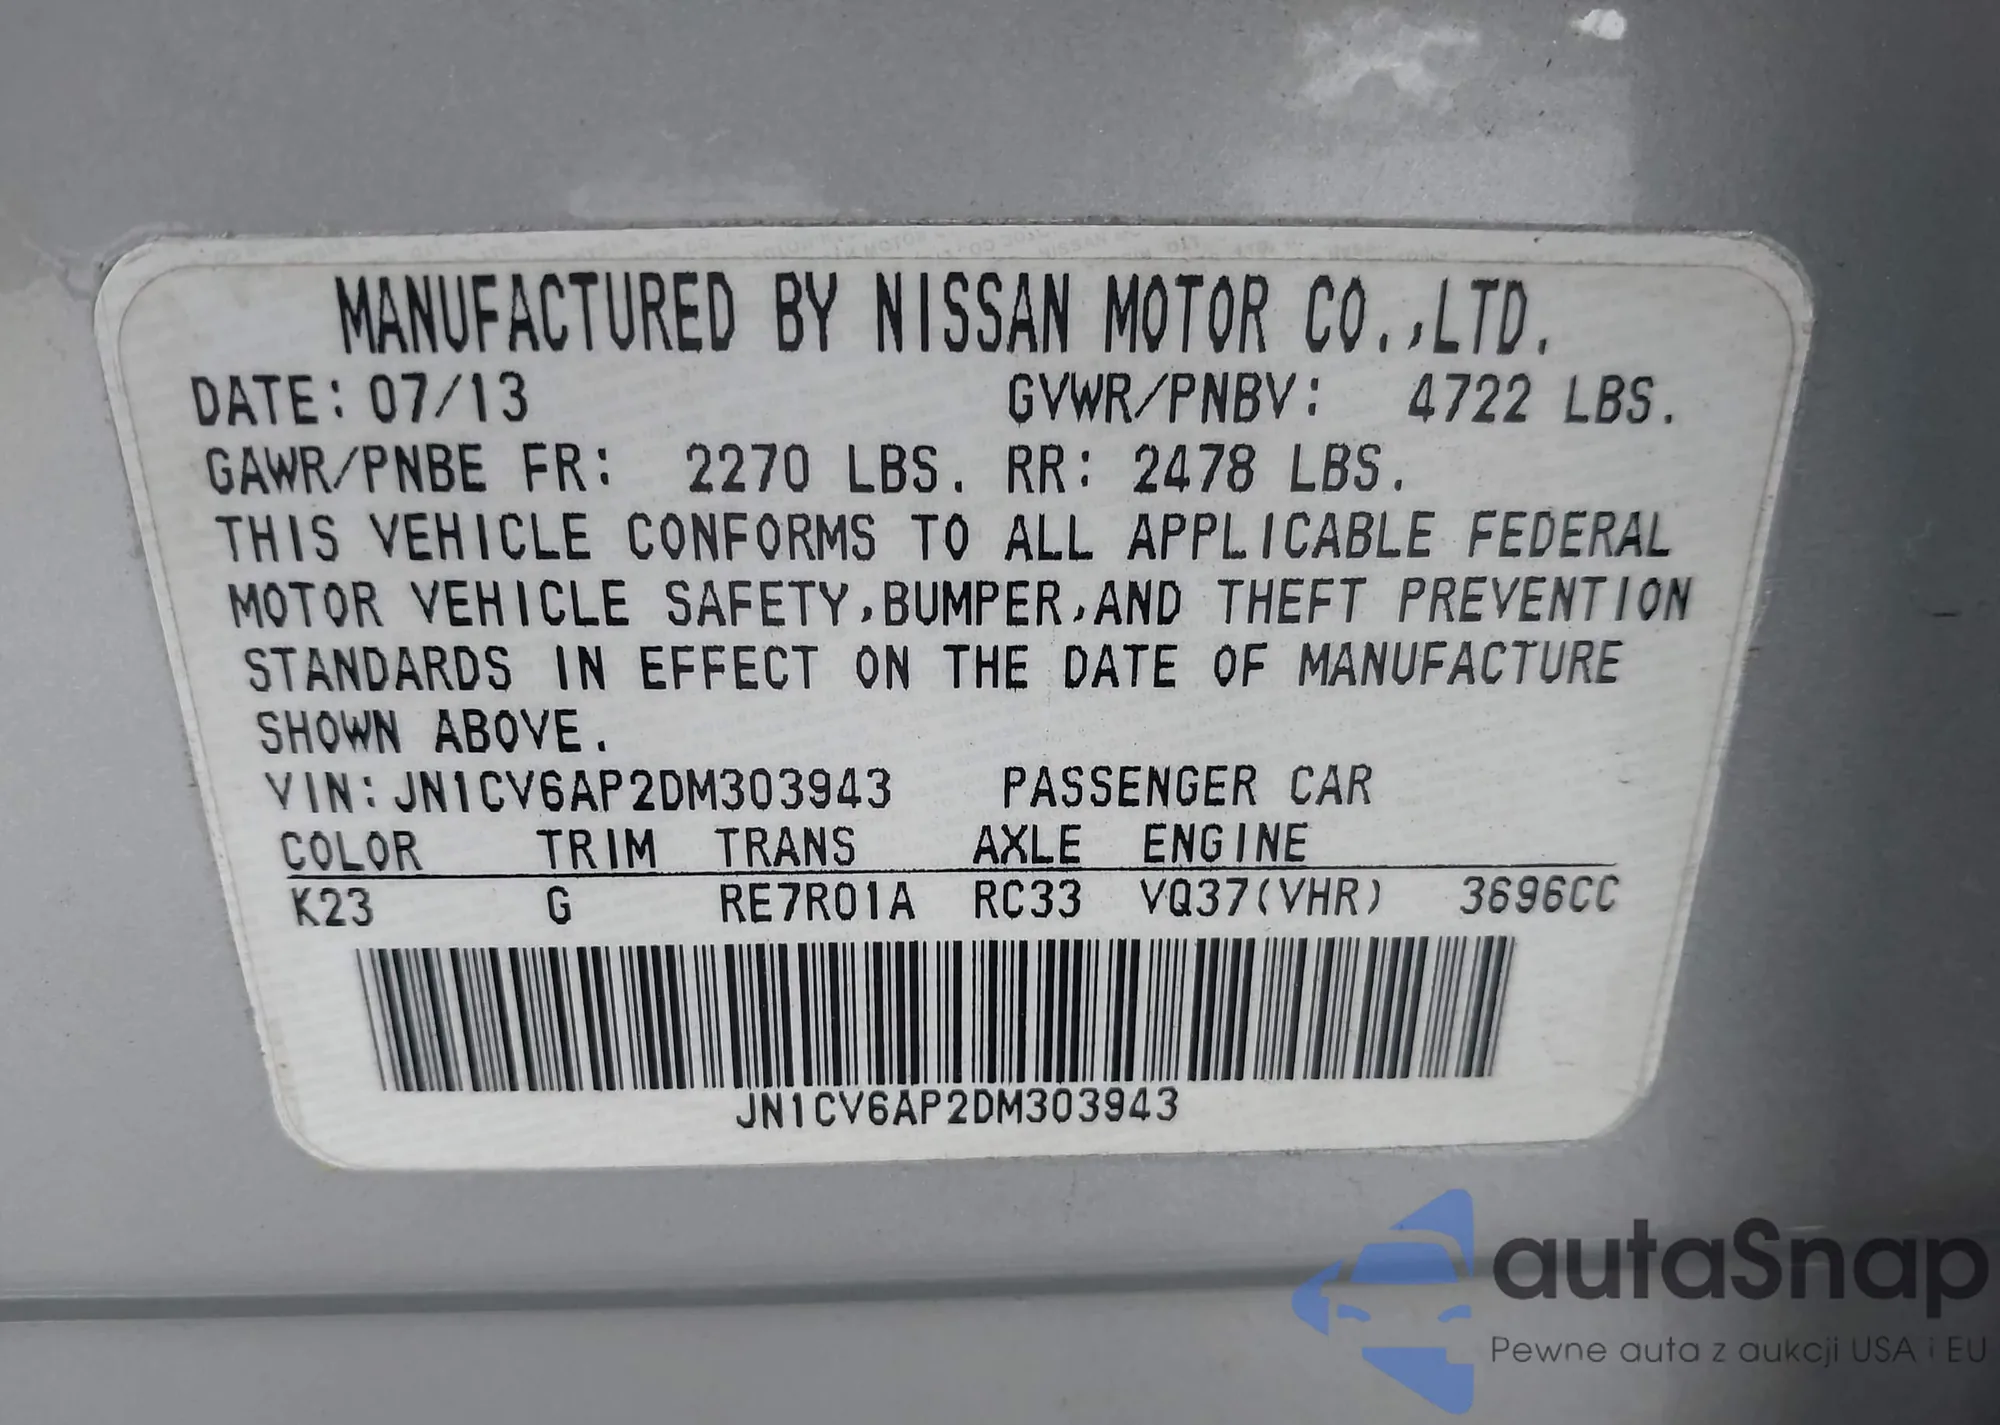 MANUFACTURED BY NISSAN MOTOR CO.,LTD.
DATE: 07/13 GVWR/PNBV: 4722 LBS.
GAWR/PNBE FR: 2270 LBS. RR: 2478 LBS.
THIS VEHICLE CONFORMS TO ALL APPLICABLE FEDERAL
MOTOR VEHICLE SAFETY,BUMPER,AND THEFT PREVENTION
STANDARDS IN EFFECT ON THE DATE OF MANUFACTURE
SHOWN ABOVE.
VIN:JN1CV6AP2DM303943 PASSENGER CAR
COLOR TRIM TRANS AXLE ENGINE
K23 G RE7R01A RC33 VQ37(VHR) 3696CC
JN1CV6AP2DM303943
autaSnap
Pewne auta z aukcji USA i EU